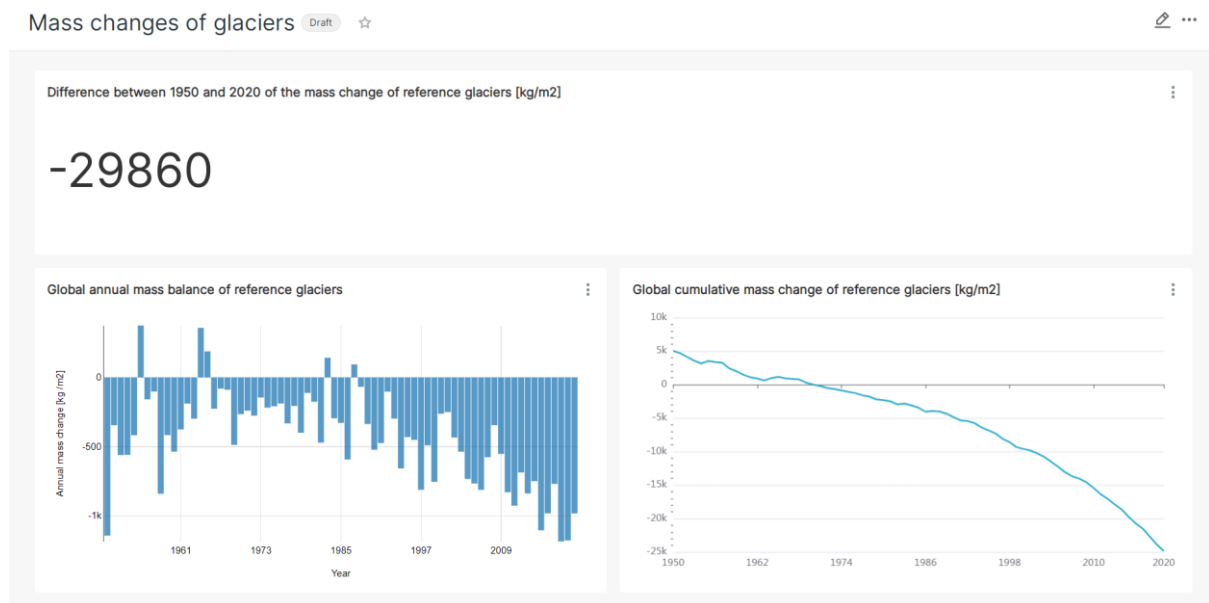 Mass changes of glaciers Draft
Difference between 1950 and 2020 of the mass change of reference glaciers [kg/m2]
-29860
Global annual mass balance of reference glaciers
Annual mass change [kg/m2]
0
-500
-1k
1961 1973 1985 1997 2009
Year
Global cumulative mass change of reference glaciers [kg/m2]
10k
5k
0
-5k
-10k
-15k
-20k
-25k
1950 1962 1974 1986 1998 2010 2020